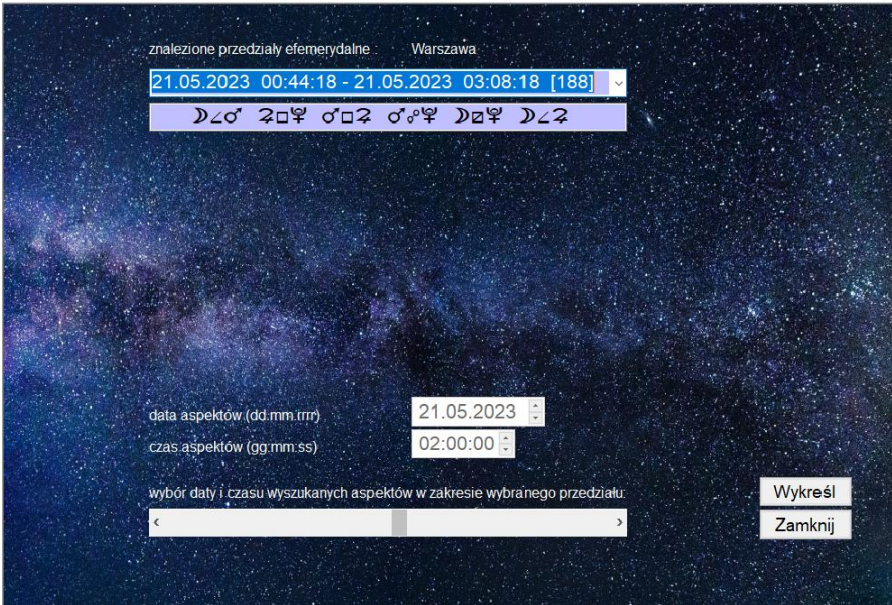 znalezione przedziały efemerydalne : Warszawa
21.05.2023 00:44:18 - 21.05.2023 03:08:18 [188]
☽∠♂ ♃□♆ ♂□♃ ♂☍♆ ☽⚼♆ ☽∠♃
data aspektów (dd:mm:rrrr) 21.05.2023
czas aspektów (gg:mm:ss) 02:00:00
wybór daty i czasu wyszukanych aspektów w zakresie wybranego przedziału:
Wykreśl
Zamknij